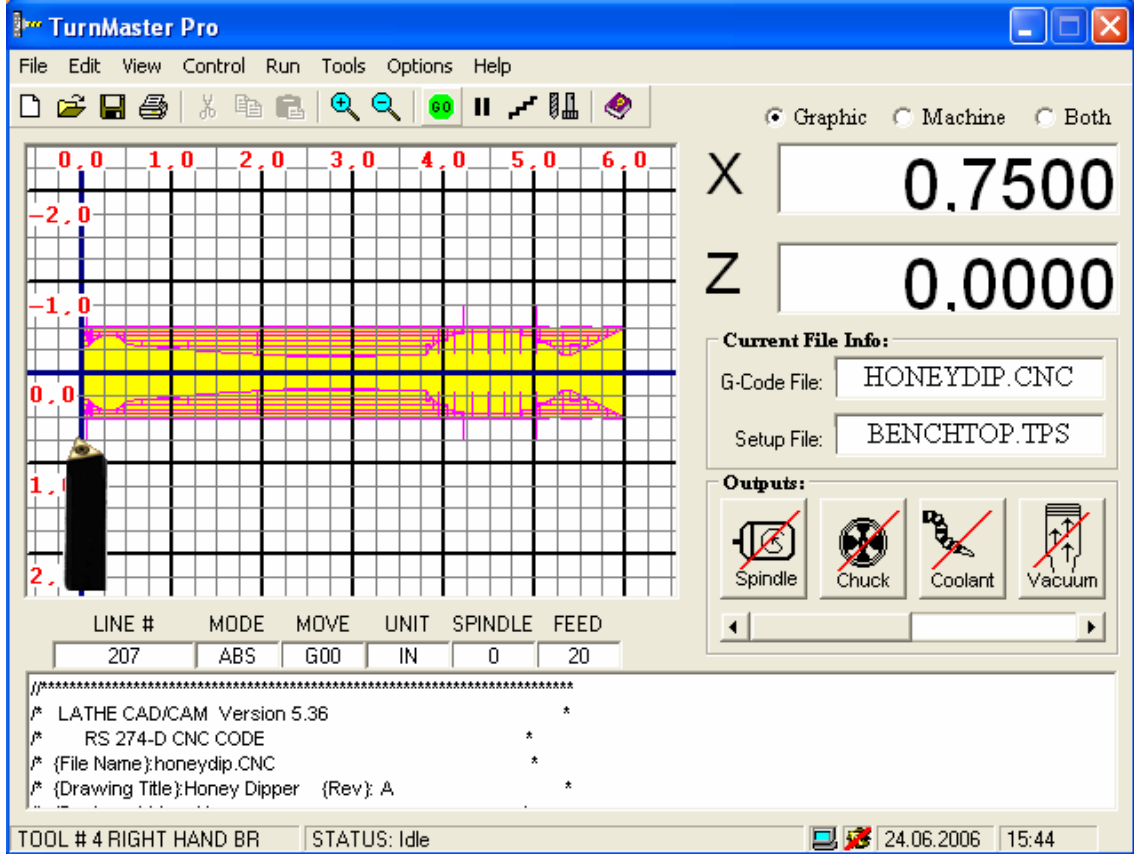 TurnMaster Pro
File Edit View Control Run Tools Options Help
GO
Graphic Machine Both
0,0 1,0 2,0 3,0 4,0 5,0 6,0
-2,0
-1,0
0,0
1,
2,
X 0,7500
Z 0,0000
Current File Info:
G-Code File: HONEYDIP.CNC
Setup File: BENCHTOP.TPS
Outputs:
Spindle Chuck Coolant Vacuum
LINE # MODE MOVE UNIT SPINDLE FEED
207 ABS G00 IN 0 20
//****************************************************************************
/* LATHE CAD/CAM Version 5.36 *
/* RS 274-D CNC CODE *
/* {File Name}:honeydip.CNC *
/* {Drawing Title}:Honey Dipper {Rev}: A *
TOOL # 4 RIGHT HAND BR STATUS: Idle 24.06.2006 15:44